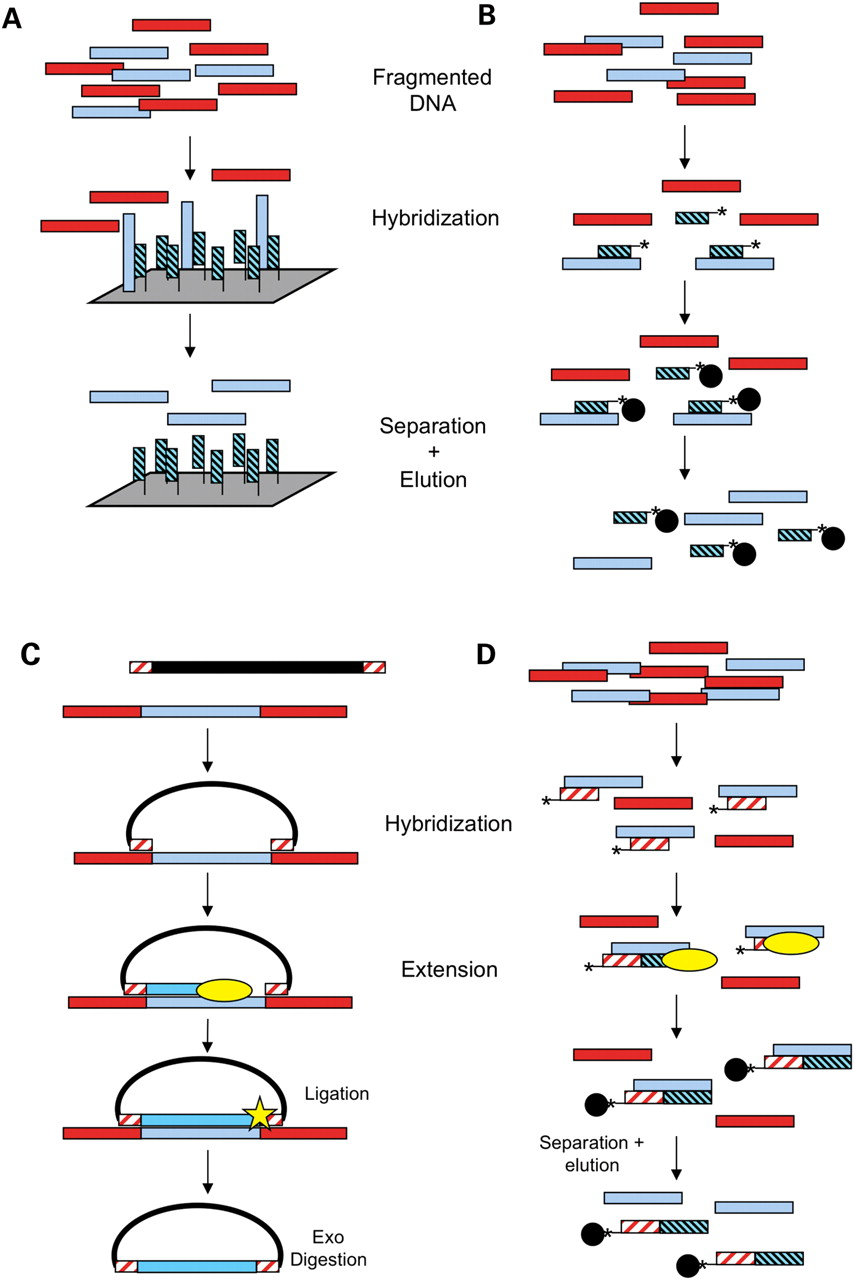 A
B
Fragmented
DNA
Hybridization
*
*
*
*
*
*
Separation
+
Elution
*
*
*
C
D
Hybridization
*
*
*
Extension
*
*
Ligation
*
*
Separation +
elution
Exo
Digestion
*
*